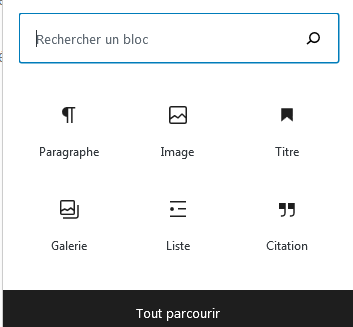 Rechercher un bloc
Paragraphe Image Titre
Galerie Liste Citation
Tout parcourir